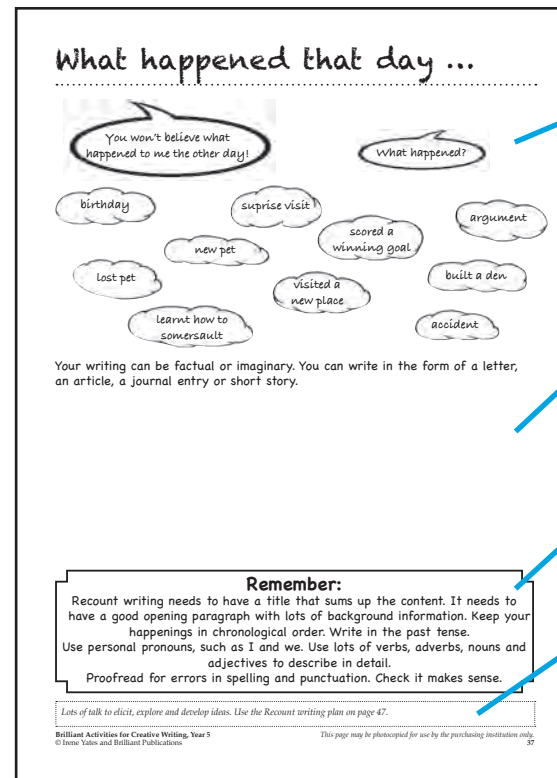 What happened that day ...
You won't believe what
happened to me the other day!
What happened?
birthday
suprise visit
argument
scored a
winning goal
new pet
lost pet
visited a
new place
built a den
learnt how to
somersault
accident
Your writing can be factual or imaginary. You can write in the form of a letter,
an article, a journal entry or short story.
Remember:
Recount writing needs to have a title that sums up the content. It needs to
have a good opening paragraph with lots of background information. Keep your
happenings in chronological order. Write in the past tense.
Use personal pronouns, such as I and we. Use lots of verbs, adverbs, nouns and
adjectives to describe in detail.
Proofread for errors in spelling and punctuation. Check it makes sense.
Lots of talk to elicit, explore and develop ideas. Use the Recount writing plan on page 47.
Brilliant Activities for Creative Writing, Year 5
© Irene Yates and Brilliant Publications
This page may be photocopied for use by the purchasing institution only.
37